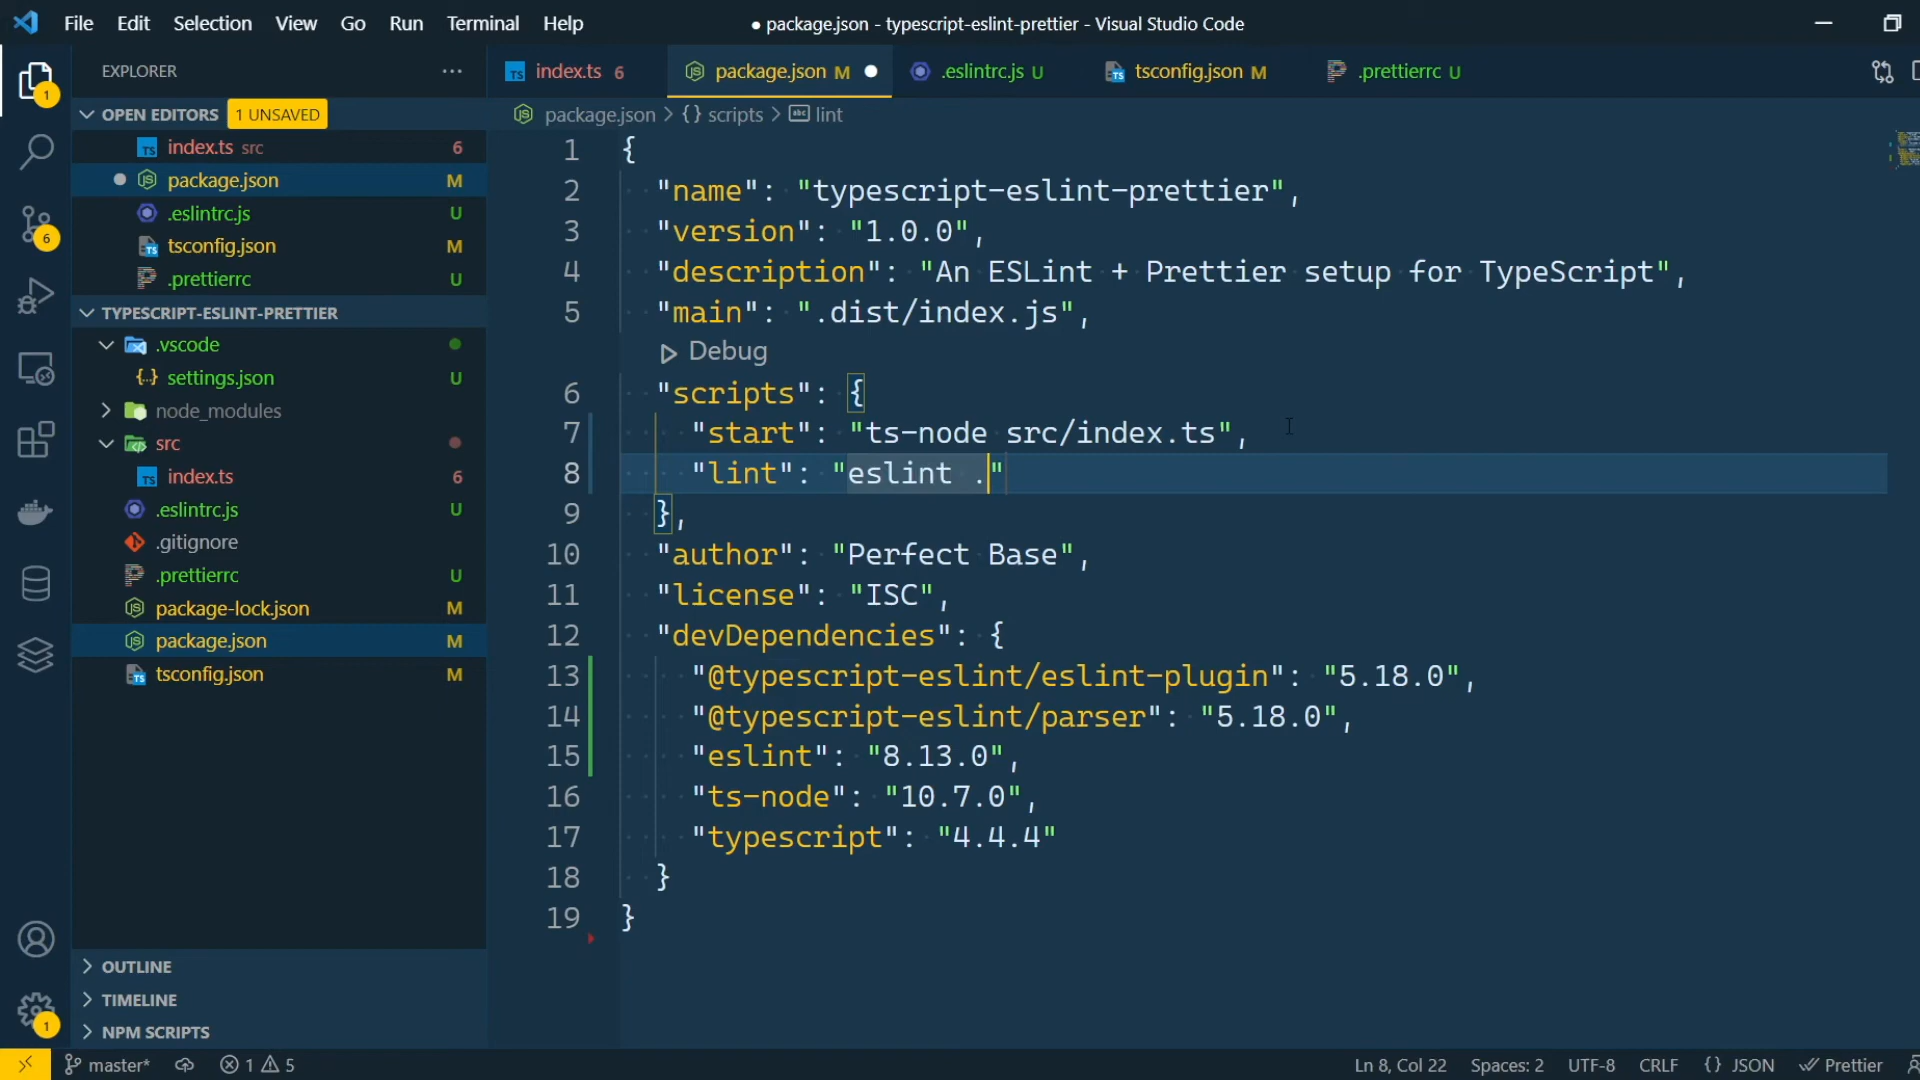 File Edit Selection View Go Run Terminal Help
● package.json - typescript-eslint-prettier - Visual Studio Code
EXPLORER
OPEN EDITORS 1 UNSAVED
index.ts src 6
package.json M
.eslintrc.js U
tsconfig.json M
.prettierrc U
TYPESCRIPT-ESLINT-PRETTIER
.vscode
settings.json U
node_modules
src
index.ts 6
.eslintrc.js U
.gitignore
.prettierrc U
package-lock.json M
package.json M
tsconfig.json M
OUTLINE
TIMELINE
NPM SCRIPTS
1
6
1
index.ts 6 package.json M .eslintrc.js U tsconfig.json M .prettierrc U
package.json > {} scripts > abc lint
1 {
2 "name": "typescript-eslint-prettier",
3 "version": "1.0.0",
4 "description": "An ESLint + Prettier setup for TypeScript",
5 "main": ".dist/index.js",
Debug
6 "scripts": {
7 "start": "ts-node src/index.ts",
8 "lint": "eslint ."
9 },
10 "author": "Perfect Base",
11 "license": "ISC",
12 "devDependencies": {
13 "@typescript-eslint/eslint-plugin": "5.18.0",
14 "@typescript-eslint/parser": "5.18.0",
15 "eslint": "8.13.0",
16 "ts-node": "10.7.0",
17 "typescript": "4.4.4"
18 }
19 }
master* 1 5
Ln 8, Col 22 Spaces: 2 UTF-8 CRLF {} JSON Prettier